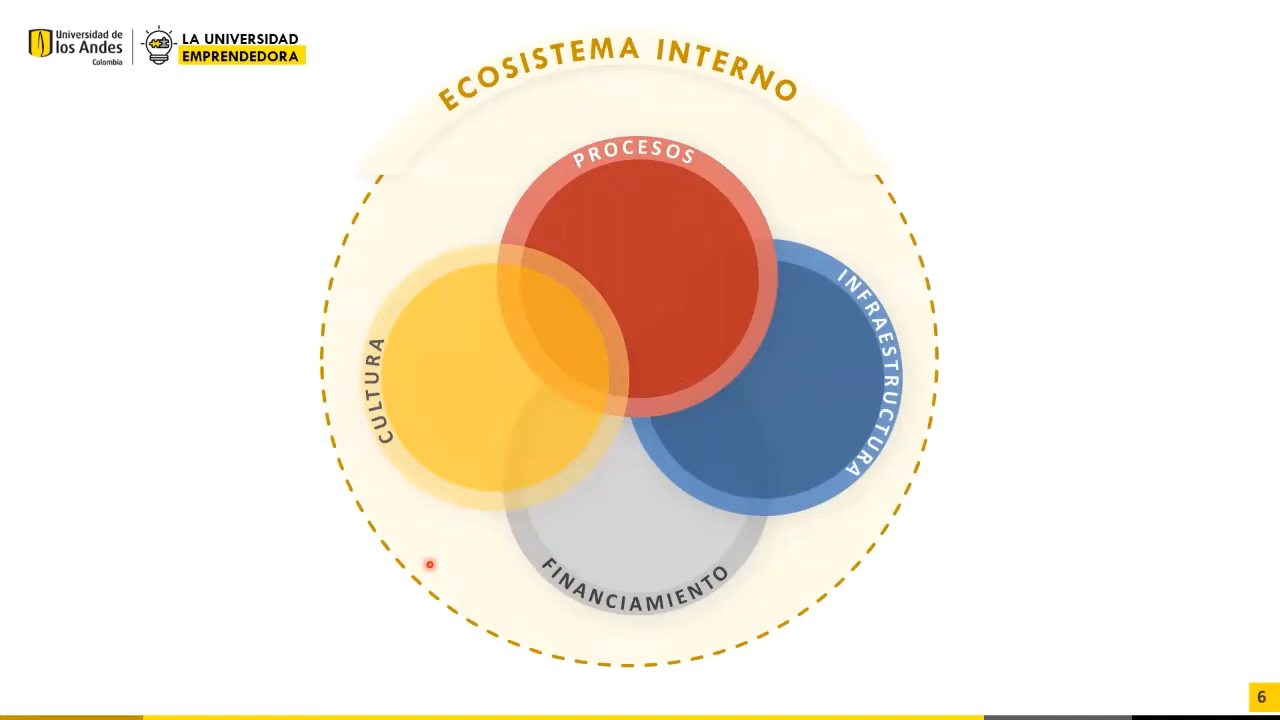 Universidad de
los Andes
Colombia
LA UNIVERSIDAD
EMPRENDEDORA
ECOSISTEMA INTERNO
PROCESOS
INFRAESTRUCTURA
CULTURA
FINANCIAMIENTO
6